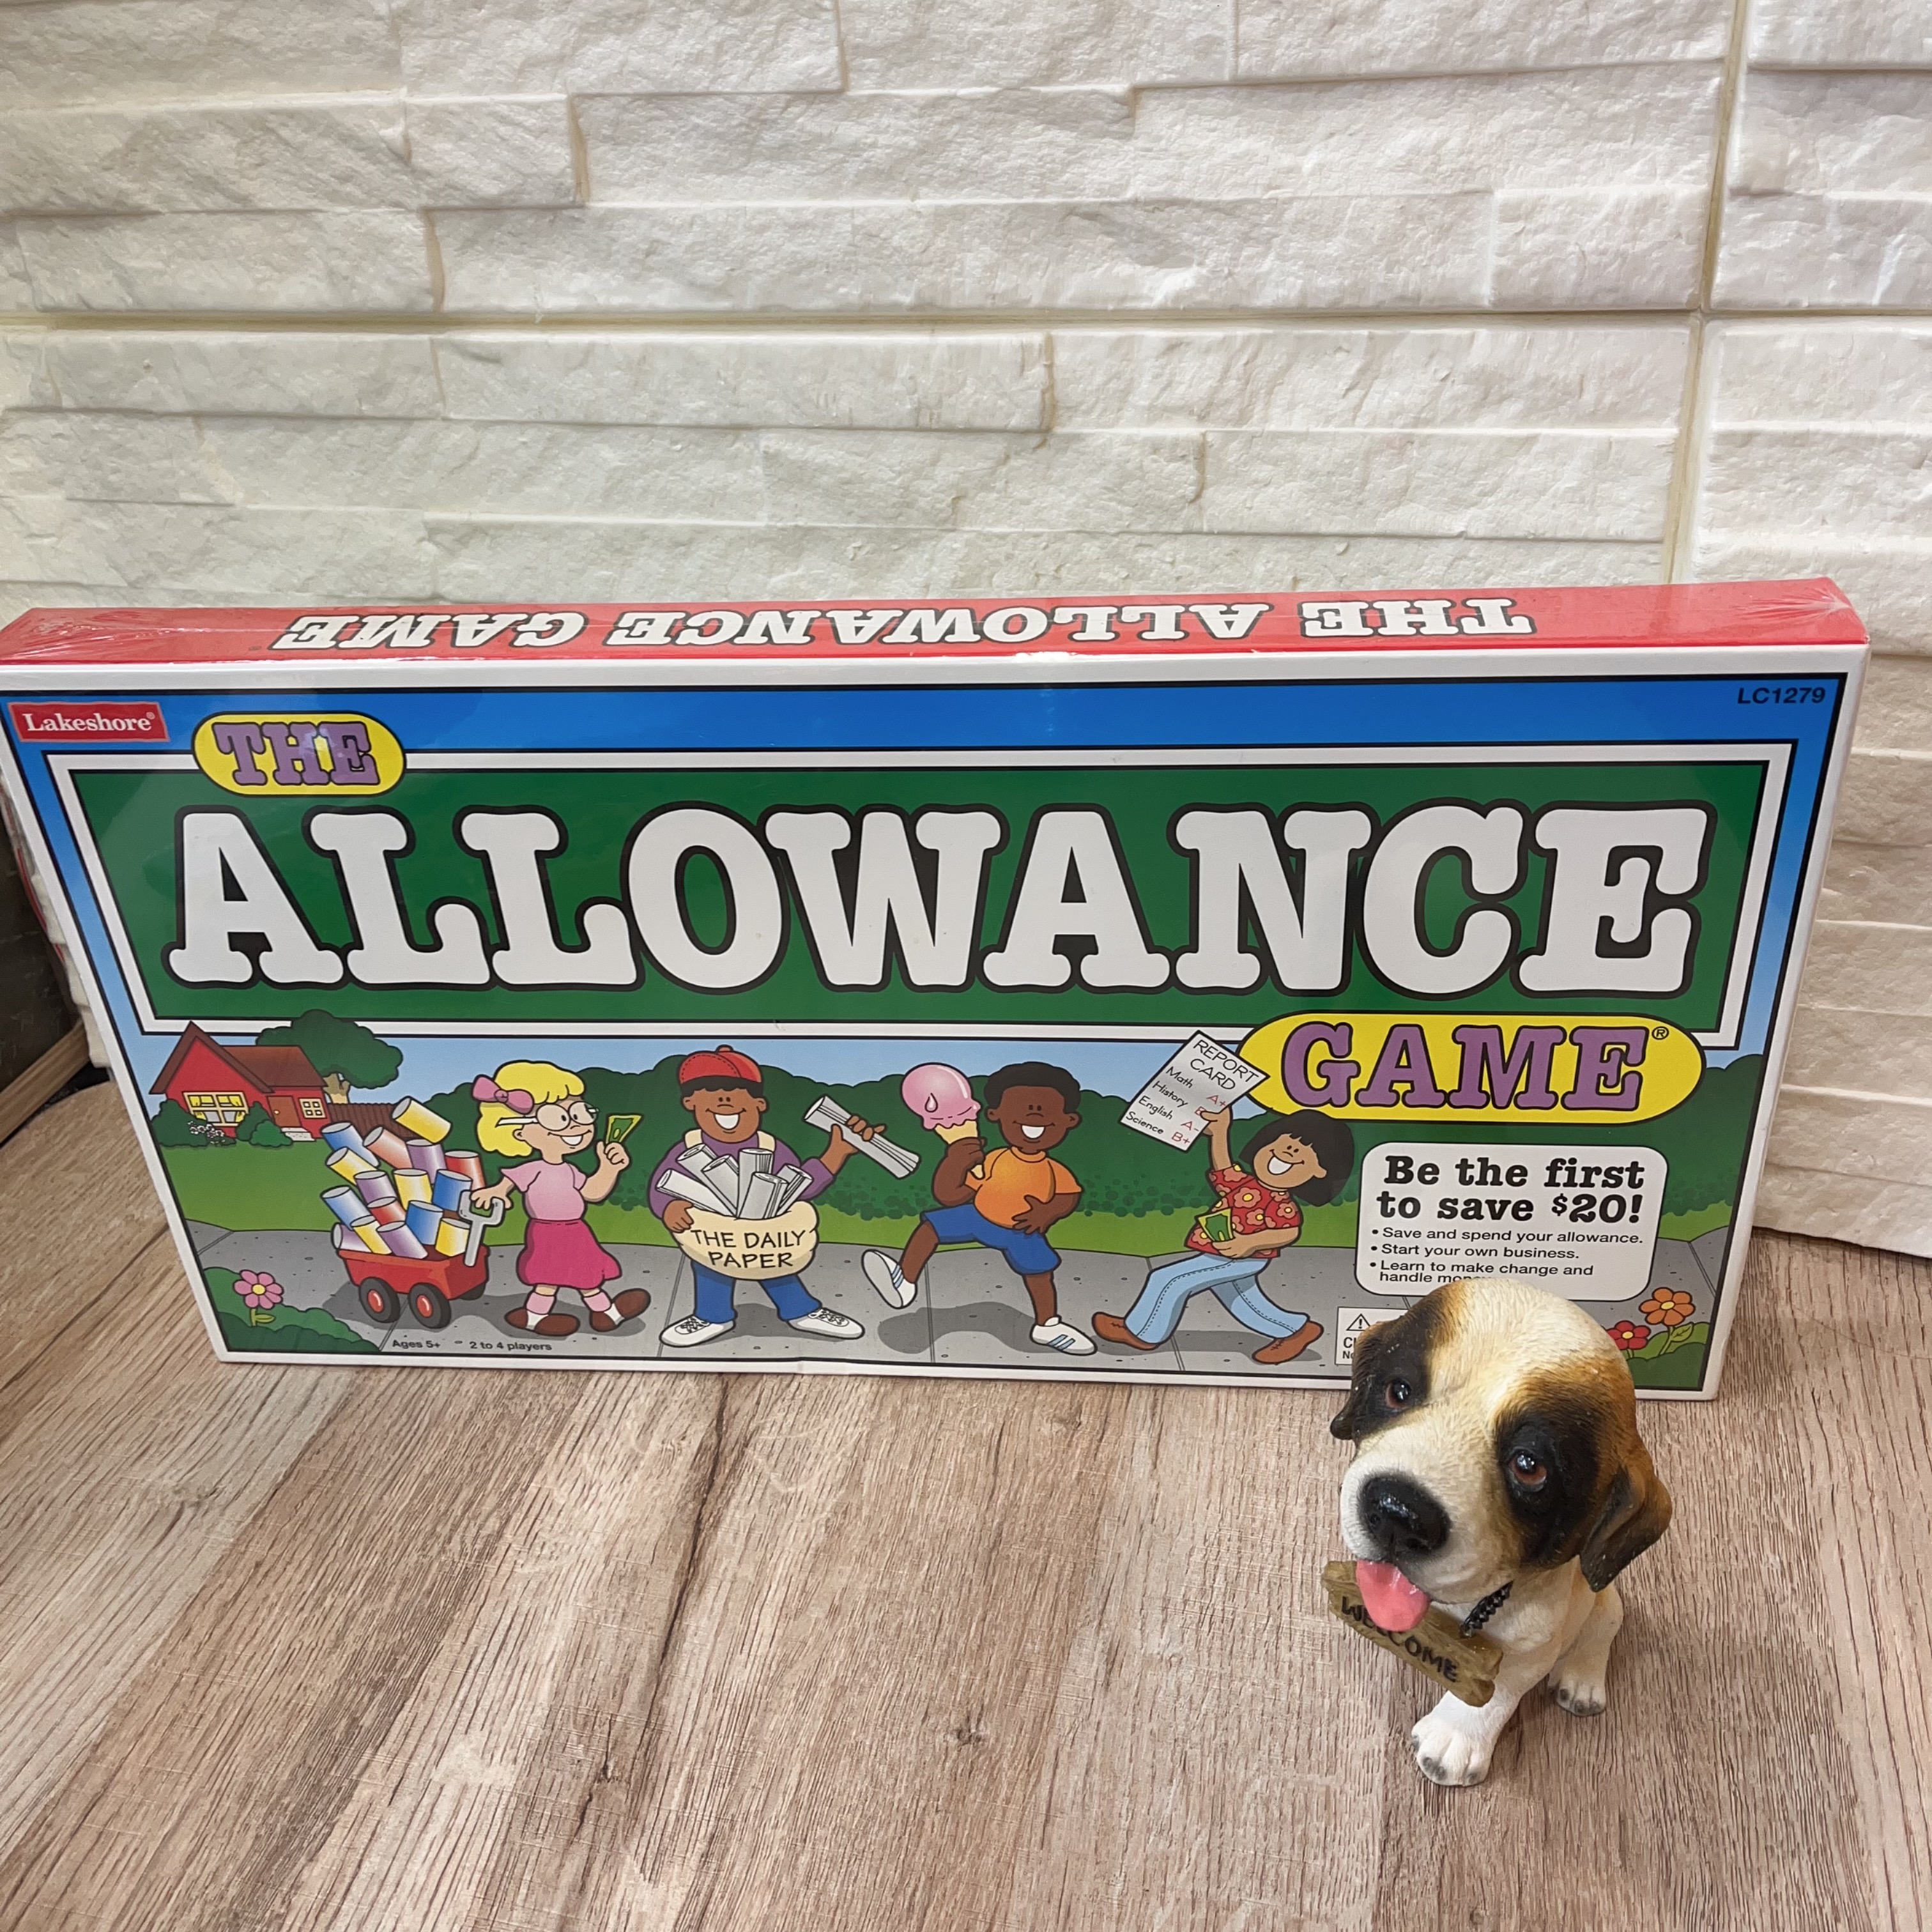 THE ALLOWANCE GAME
Lakeshore®
LC1279
THE
ALLOWANCE
GAME®
REPORT
CARD
Math A+
History
English A-
Science B+
THE DAILY
PAPER
Be the first
to save $20!
• Save and spend your allowance.
• Start your own business.
• Learn to make change and
handle
Ages 5+ 2 to 4 players
WELCOME